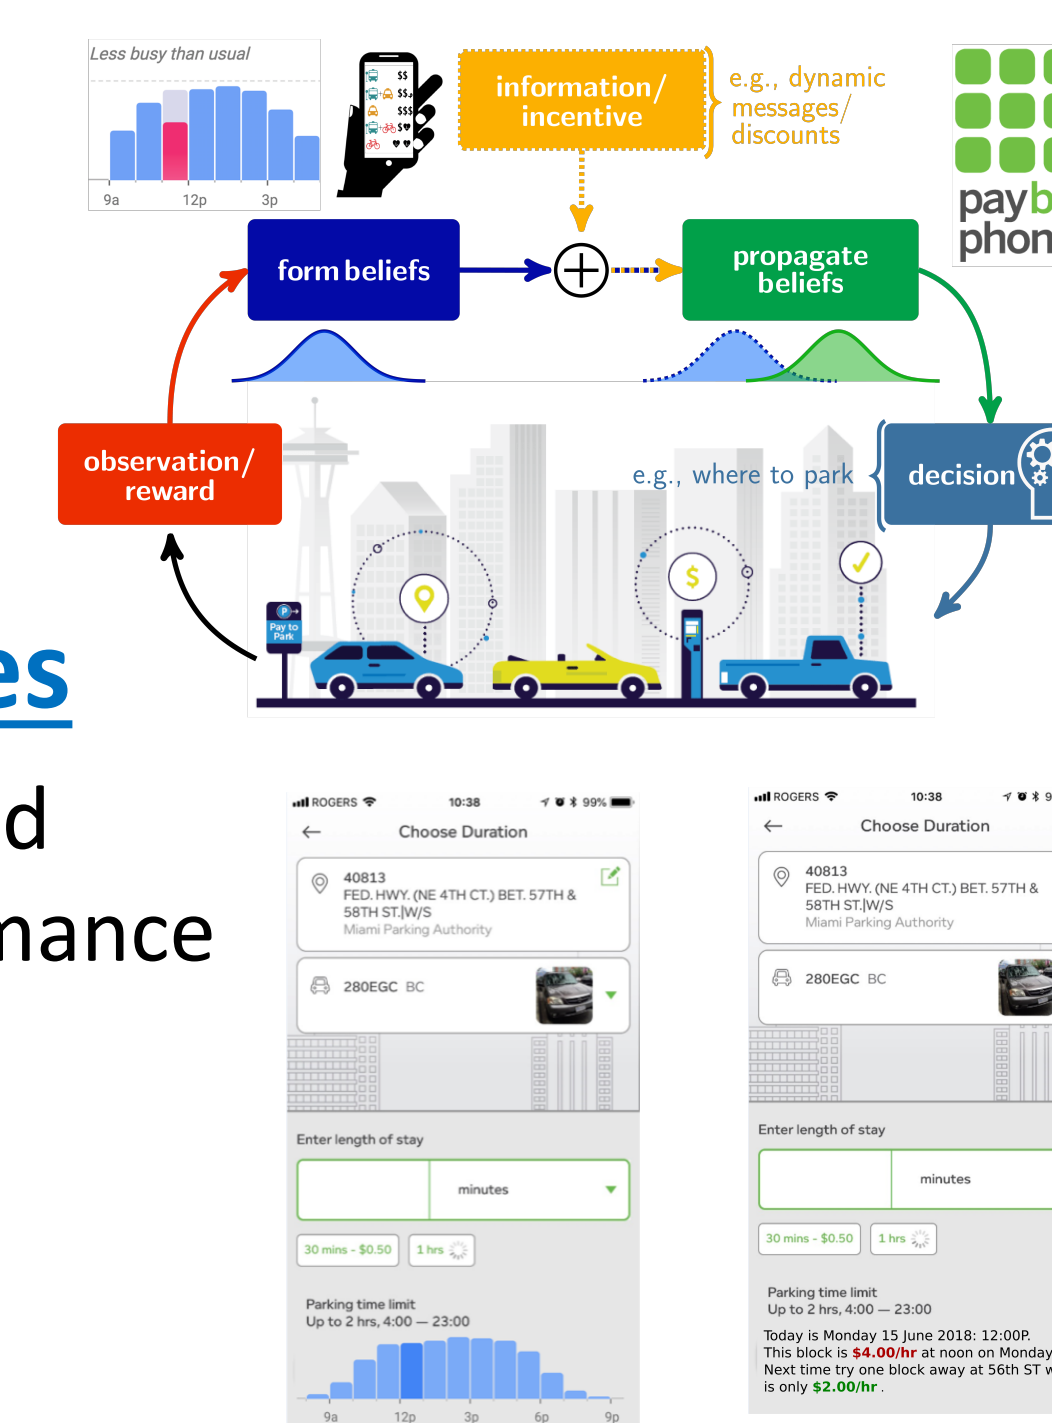 Less busy than usual
9a 12p 3p
$$
$$
$$$
$
information/
incentive
e.g., dynamic
messages/
discounts
pay
phon
form beliefs
propagate
beliefs
observation/
reward
e.g., where to park
decision
P
Pay to
Park
$
es
d
mance
ROGERS 10:38 99%
Choose Duration
40813
FED. HWY. (NE 4TH CT.) BET. 57TH &
58TH ST.|W/S
Miami Parking Authority
280EGC BC
Enter length of stay
minutes
30 mins - $0.50 1 hrs
Parking time limit
Up to 2 hrs, 4:00 — 23:00
9a 12p 3p 6p 9p
ROGERS 10:38 9
Choose Duration
40813
FED. HWY. (NE 4TH CT.) BET. 57TH &
58TH ST.|W/S
Miami Parking Authority
280EGC BC
Enter length of stay
minutes
30 mins - $0.50 1 hrs
Parking time limit
Up to 2 hrs, 4:00 — 23:00
Today is Monday 15 June 2018: 12:00P.
This block is $4.00/hr at noon on Monday
Next time try one block away at 56th ST w
is only $2.00/hr .